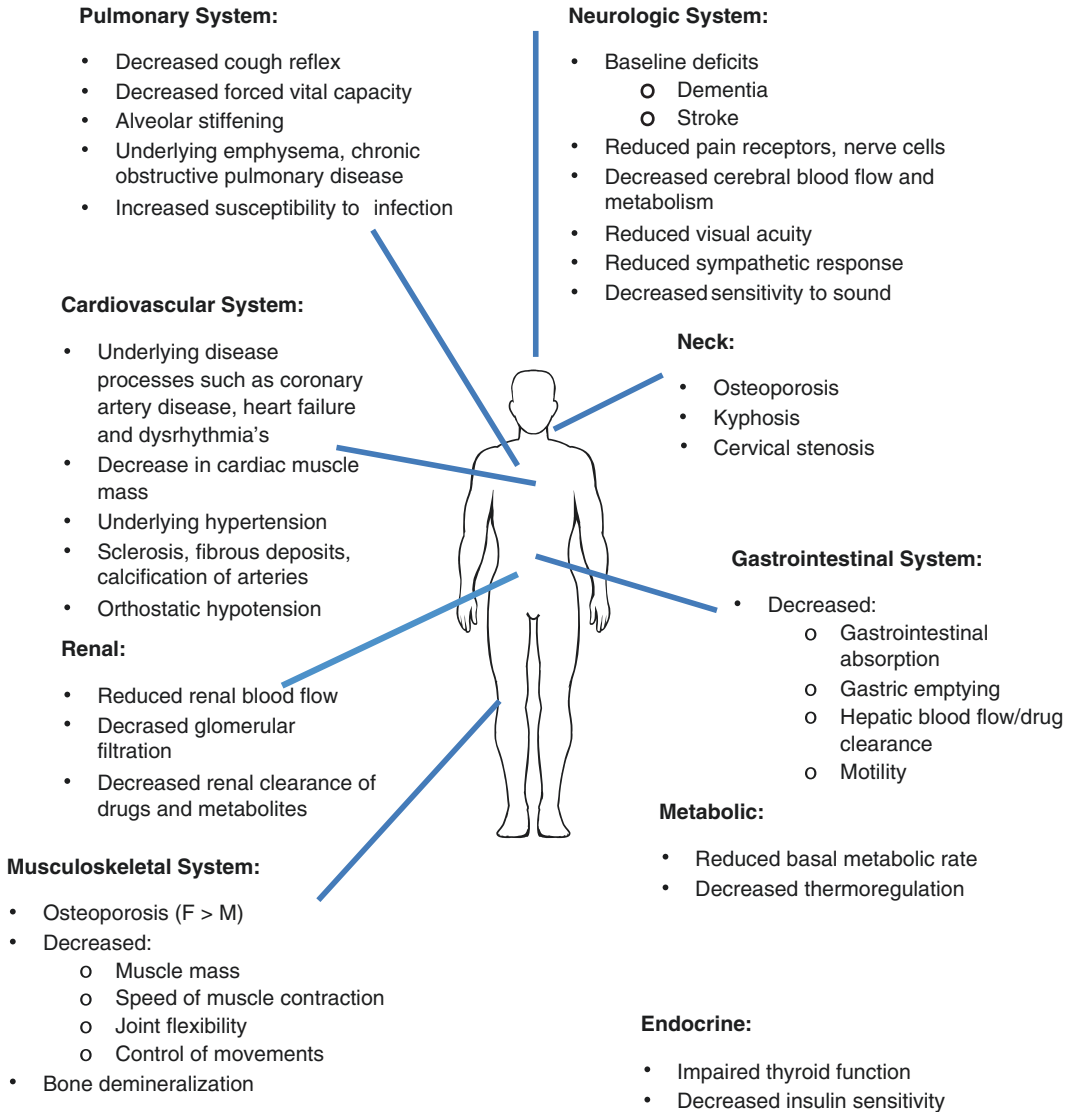 Pulmonary System:
• Decreased cough reflex
• Decreased forced vital capacity
• Alveolar stiffening
• Underlying emphysema, chronic
obstructive pulmonary disease
• Increased susceptibility to infection
Neurologic System:
• Baseline deficits
o Dementia
o Stroke
• Reduced pain receptors, nerve cells
• Decreased cerebral blood flow and
metabolism
• Reduced visual acuity
• Reduced sympathetic response
• Decreased sensitivity to sound
Cardiovascular System:
• Underlying disease
processes such as coronary
artery disease, heart failure
and dysrhythmia's
• Decrease in cardiac muscle
mass
• Underlying hypertension
• Sclerosis, fibrous deposits,
calcification of arteries
• Orthostatic hypotension
Neck:
• Osteoporosis
• Kyphosis
• Cervical stenosis
Gastrointestinal System:
• Decreased:
o Gastrointestinal
absorption
o Gastric emptying
o Hepatic blood flow/drug
clearance
o Motility
Renal:
• Reduced renal blood flow
• Decrased glomerular
filtration
• Decreased renal clearance of
drugs and metabolites
Metabolic:
• Reduced basal metabolic rate
• Decreased thermoregulation
Musculoskeletal System:
• Osteoporosis (F > M)
• Decreased:
o Muscle mass
o Speed of muscle contraction
o Joint flexibility
o Control of movements
• Bone demineralization
Endocrine:
• Impaired thyroid function
• Decreased insulin sensitivity